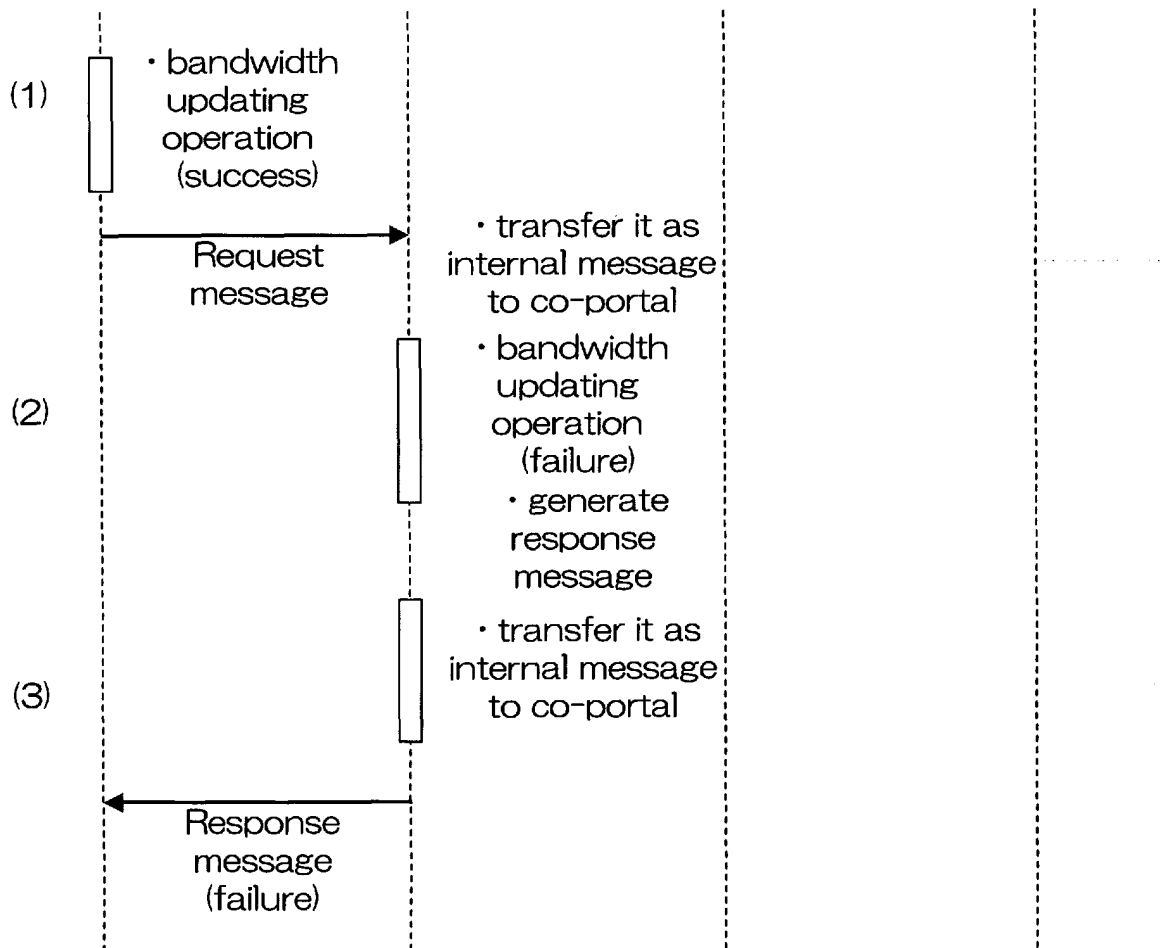 (1)
・bandwidth
updating
operation
(success)
Request
message
・transfer it as
internal message
to co-portal
(2)
・bandwidth
updating
operation
(failure)
・generate
response
message
(3)
・transfer it as
internal message
to co-portal
Response
message
(failure)